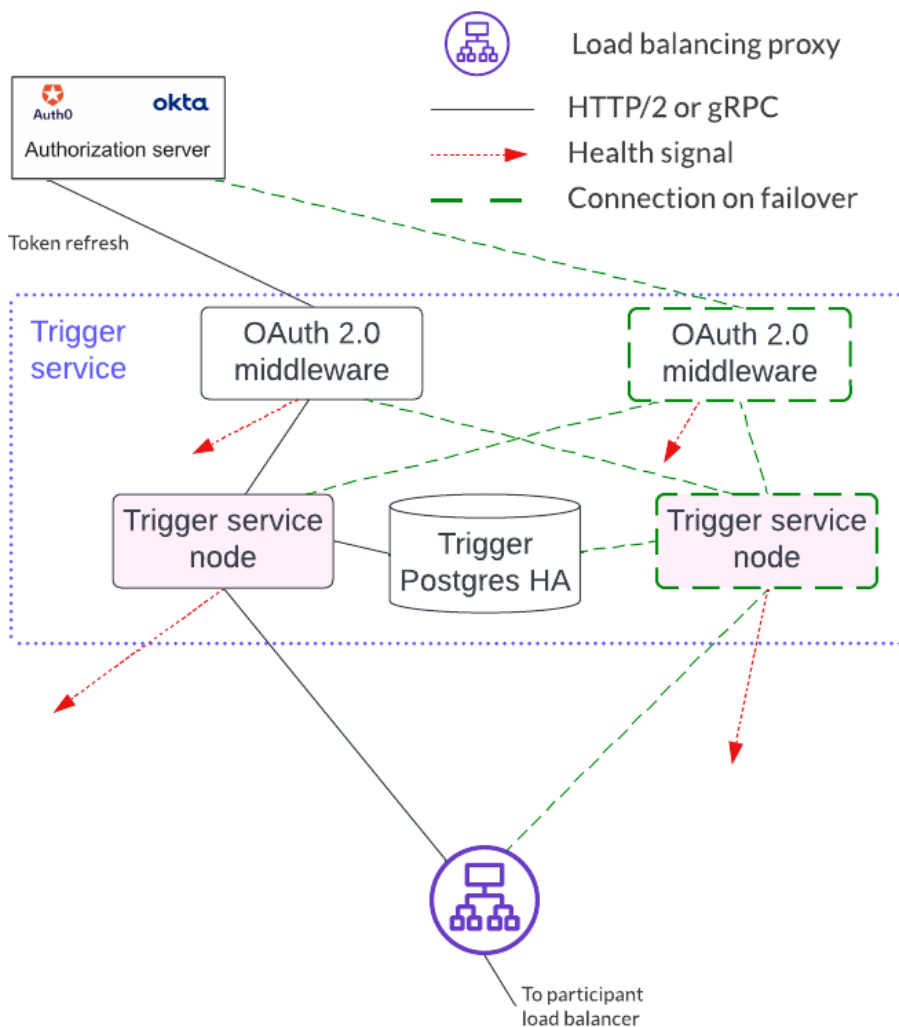 Load balancing proxy
HTTP/2 or gRPC
Health signal
Connection on failover
Auth0
okta
Authorization server
Token refresh
Trigger
service
OAuth 2.0
middleware
OAuth 2.0
middleware
Trigger service
node
Trigger
Postgres HA
Trigger service
node
To participant
load balancer